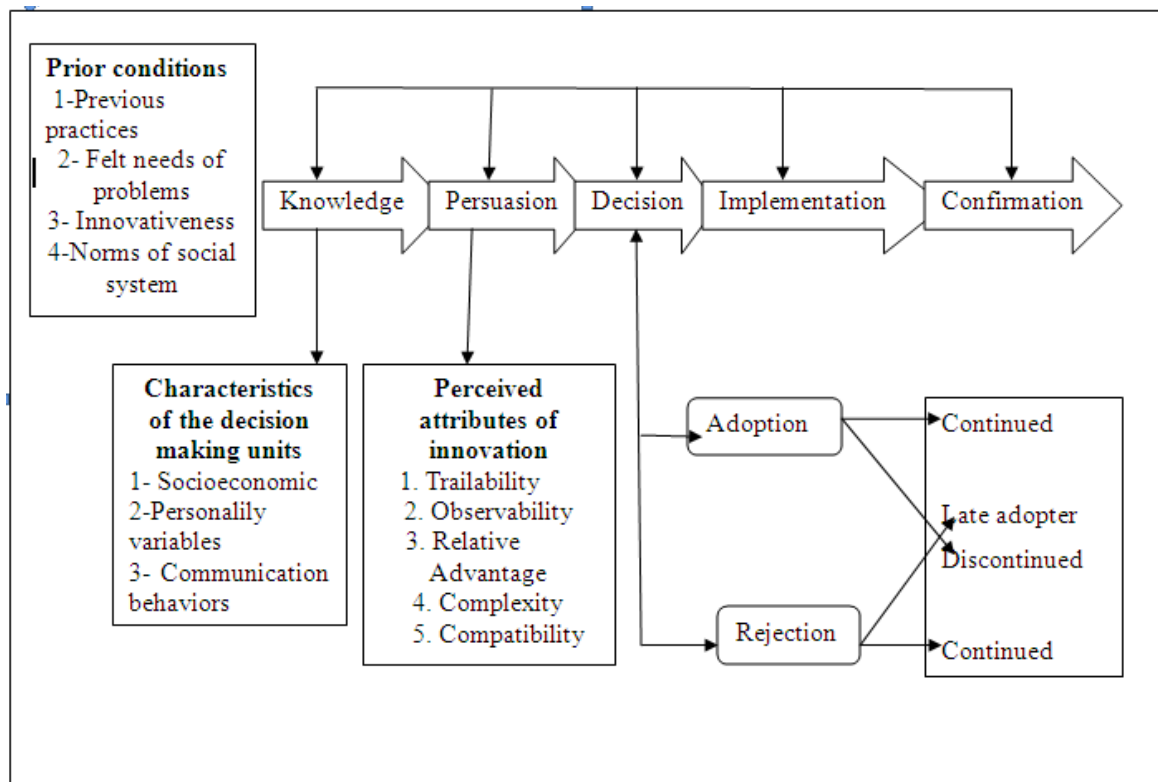 Prior conditions
1-Previous
practices
2- Felt needs of
problems
3- Innovativeness
4-Norms of social
system
Knowledge
Persuasion
Decision
Implementation
Confirmation
Characteristics
of the decision
making units
1- Socioeconomic
2-Personalily
variables
3- Communication
behaviors
Perceived
attributes of
innovation
1. Trailability
2. Observability
3. Relative
Advantage
4. Complexity
5. Compatibility
Adoption
Rejection
Continued
Late adopter
Discontinued
Continued